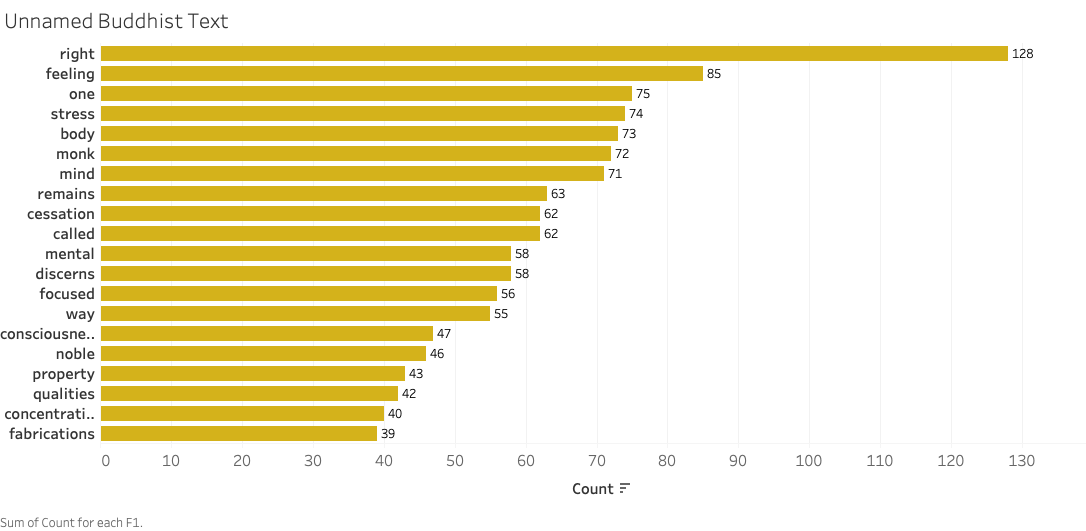 Unnamed Buddhist Text
right 128
feeling 85
one 75
stress 74
body 73
monk 72
mind 71
remains 63
cessation 62
called 62
mental 58
discerns 58
focused 56
way 55
consciousne.. 47
noble 46
property 43
qualities 42
concentrati.. 40
fabrications 39
0 10 20 30 40 50 60 70 80 90 100 110 120 130
Count
Sum of Count for each F1.